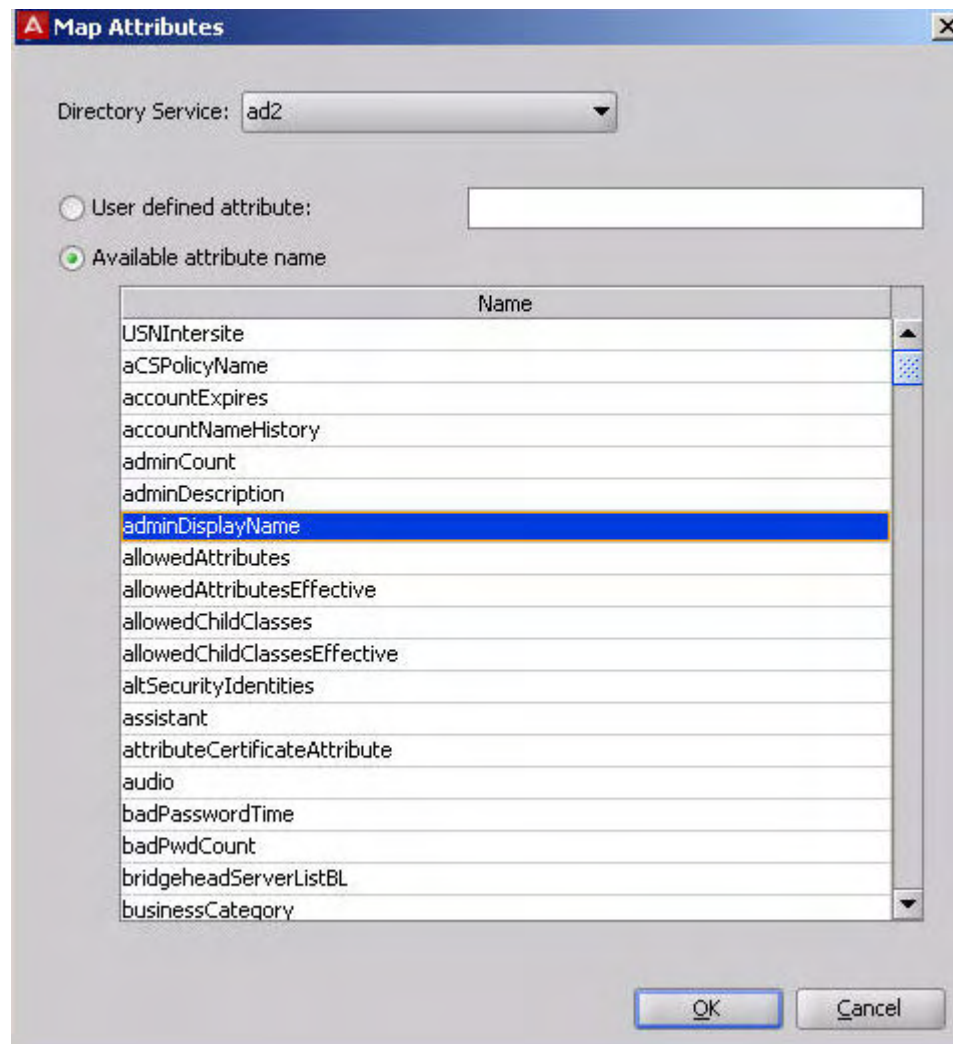 A Map Attributes
Directory Service: ad2
User defined attribute:
Available attribute name
Name
USNIntersite
aCSPolicyName
accountExpires
accountNameHistory
adminCount
adminDescription
adminDisplayName
allowedAttributes
allowedAttributesEffective
allowedChildClasses
allowedChildClassesEffective
altSecurityIdentities
assistant
attributeCertificateAttribute
audio
badPasswordTime
badPwdCount
bridgeheadServerListBL
businessCategory
OK Cancel